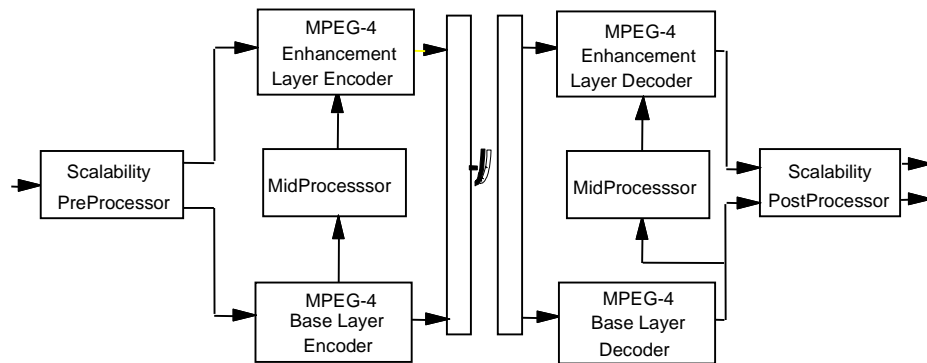 MPEG-4
Enhancement
Layer Encoder
MPEG-4
Enhancement
Layer Decoder
Scalability
PreProcessor
MidProcesssor
MidProcesssor
Scalability
PostProcessor
MPEG-4
Base Layer
Encoder
MPEG-4
Base Layer
Decoder